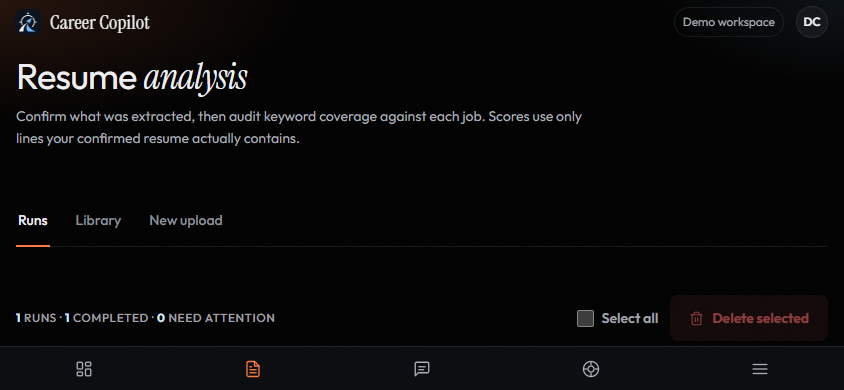 Career Copilot
Demo workspace
DC
Resume analysis
Confirm what was extracted, then audit keyword coverage against each job. Scores use only
lines your confirmed resume actually contains.
Runs
Library
New upload
1 RUNS · 1 COMPLETED · 0 NEED ATTENTION
Select all
Delete selected